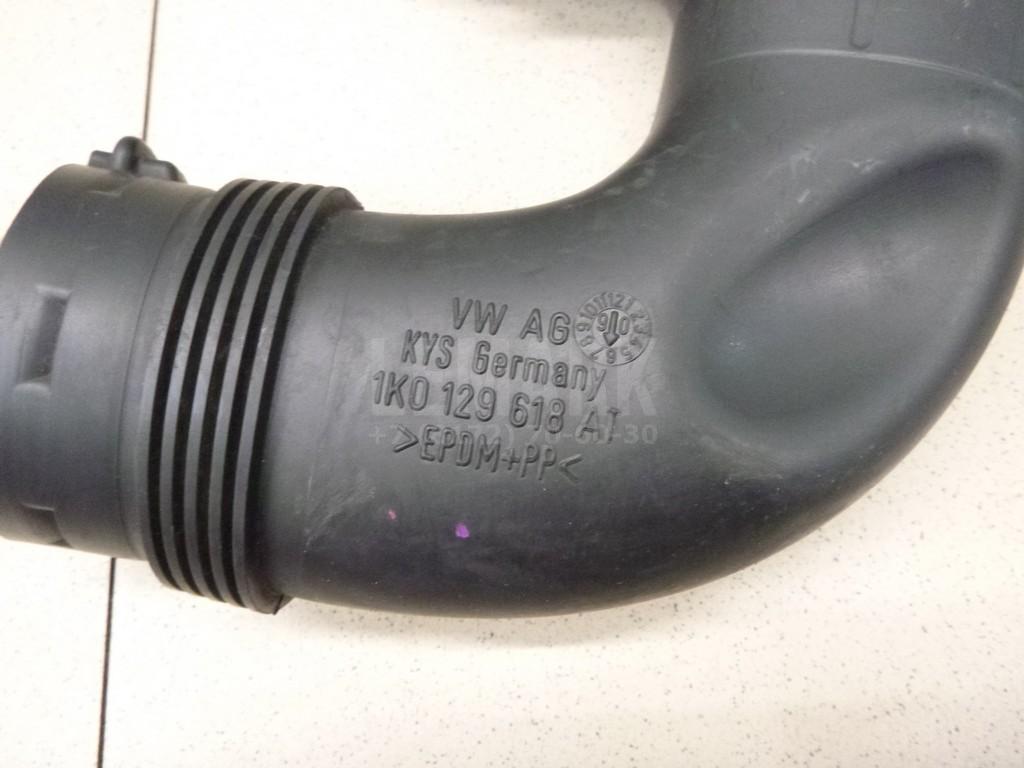 VW AG
KYS Germany
1K0 129 618 AT
>EPDM+PP<